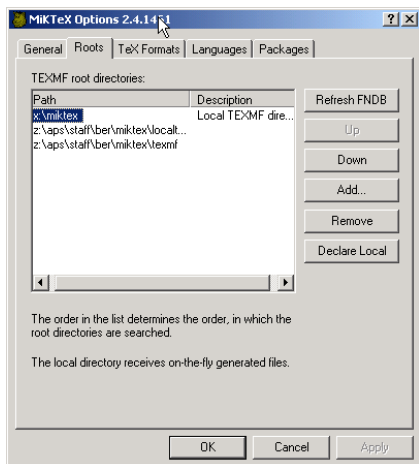 MiKTeX Options 2.4.1461
General Roots TeX Formats Languages Packages
TEXMF root directories:
Path Description
x:\miktex Local TEXMF dire...
z:\aps\staff\ber\miktex\localt...
z:\aps\staff\ber\miktex\texmf
Refresh FNDB
Up
Down
Add...
Remove
Declare Local
The order in the list determines the order, in which the
root directories are searched.
The local directory receives on-the-fly generated files.
OK Cancel Apply